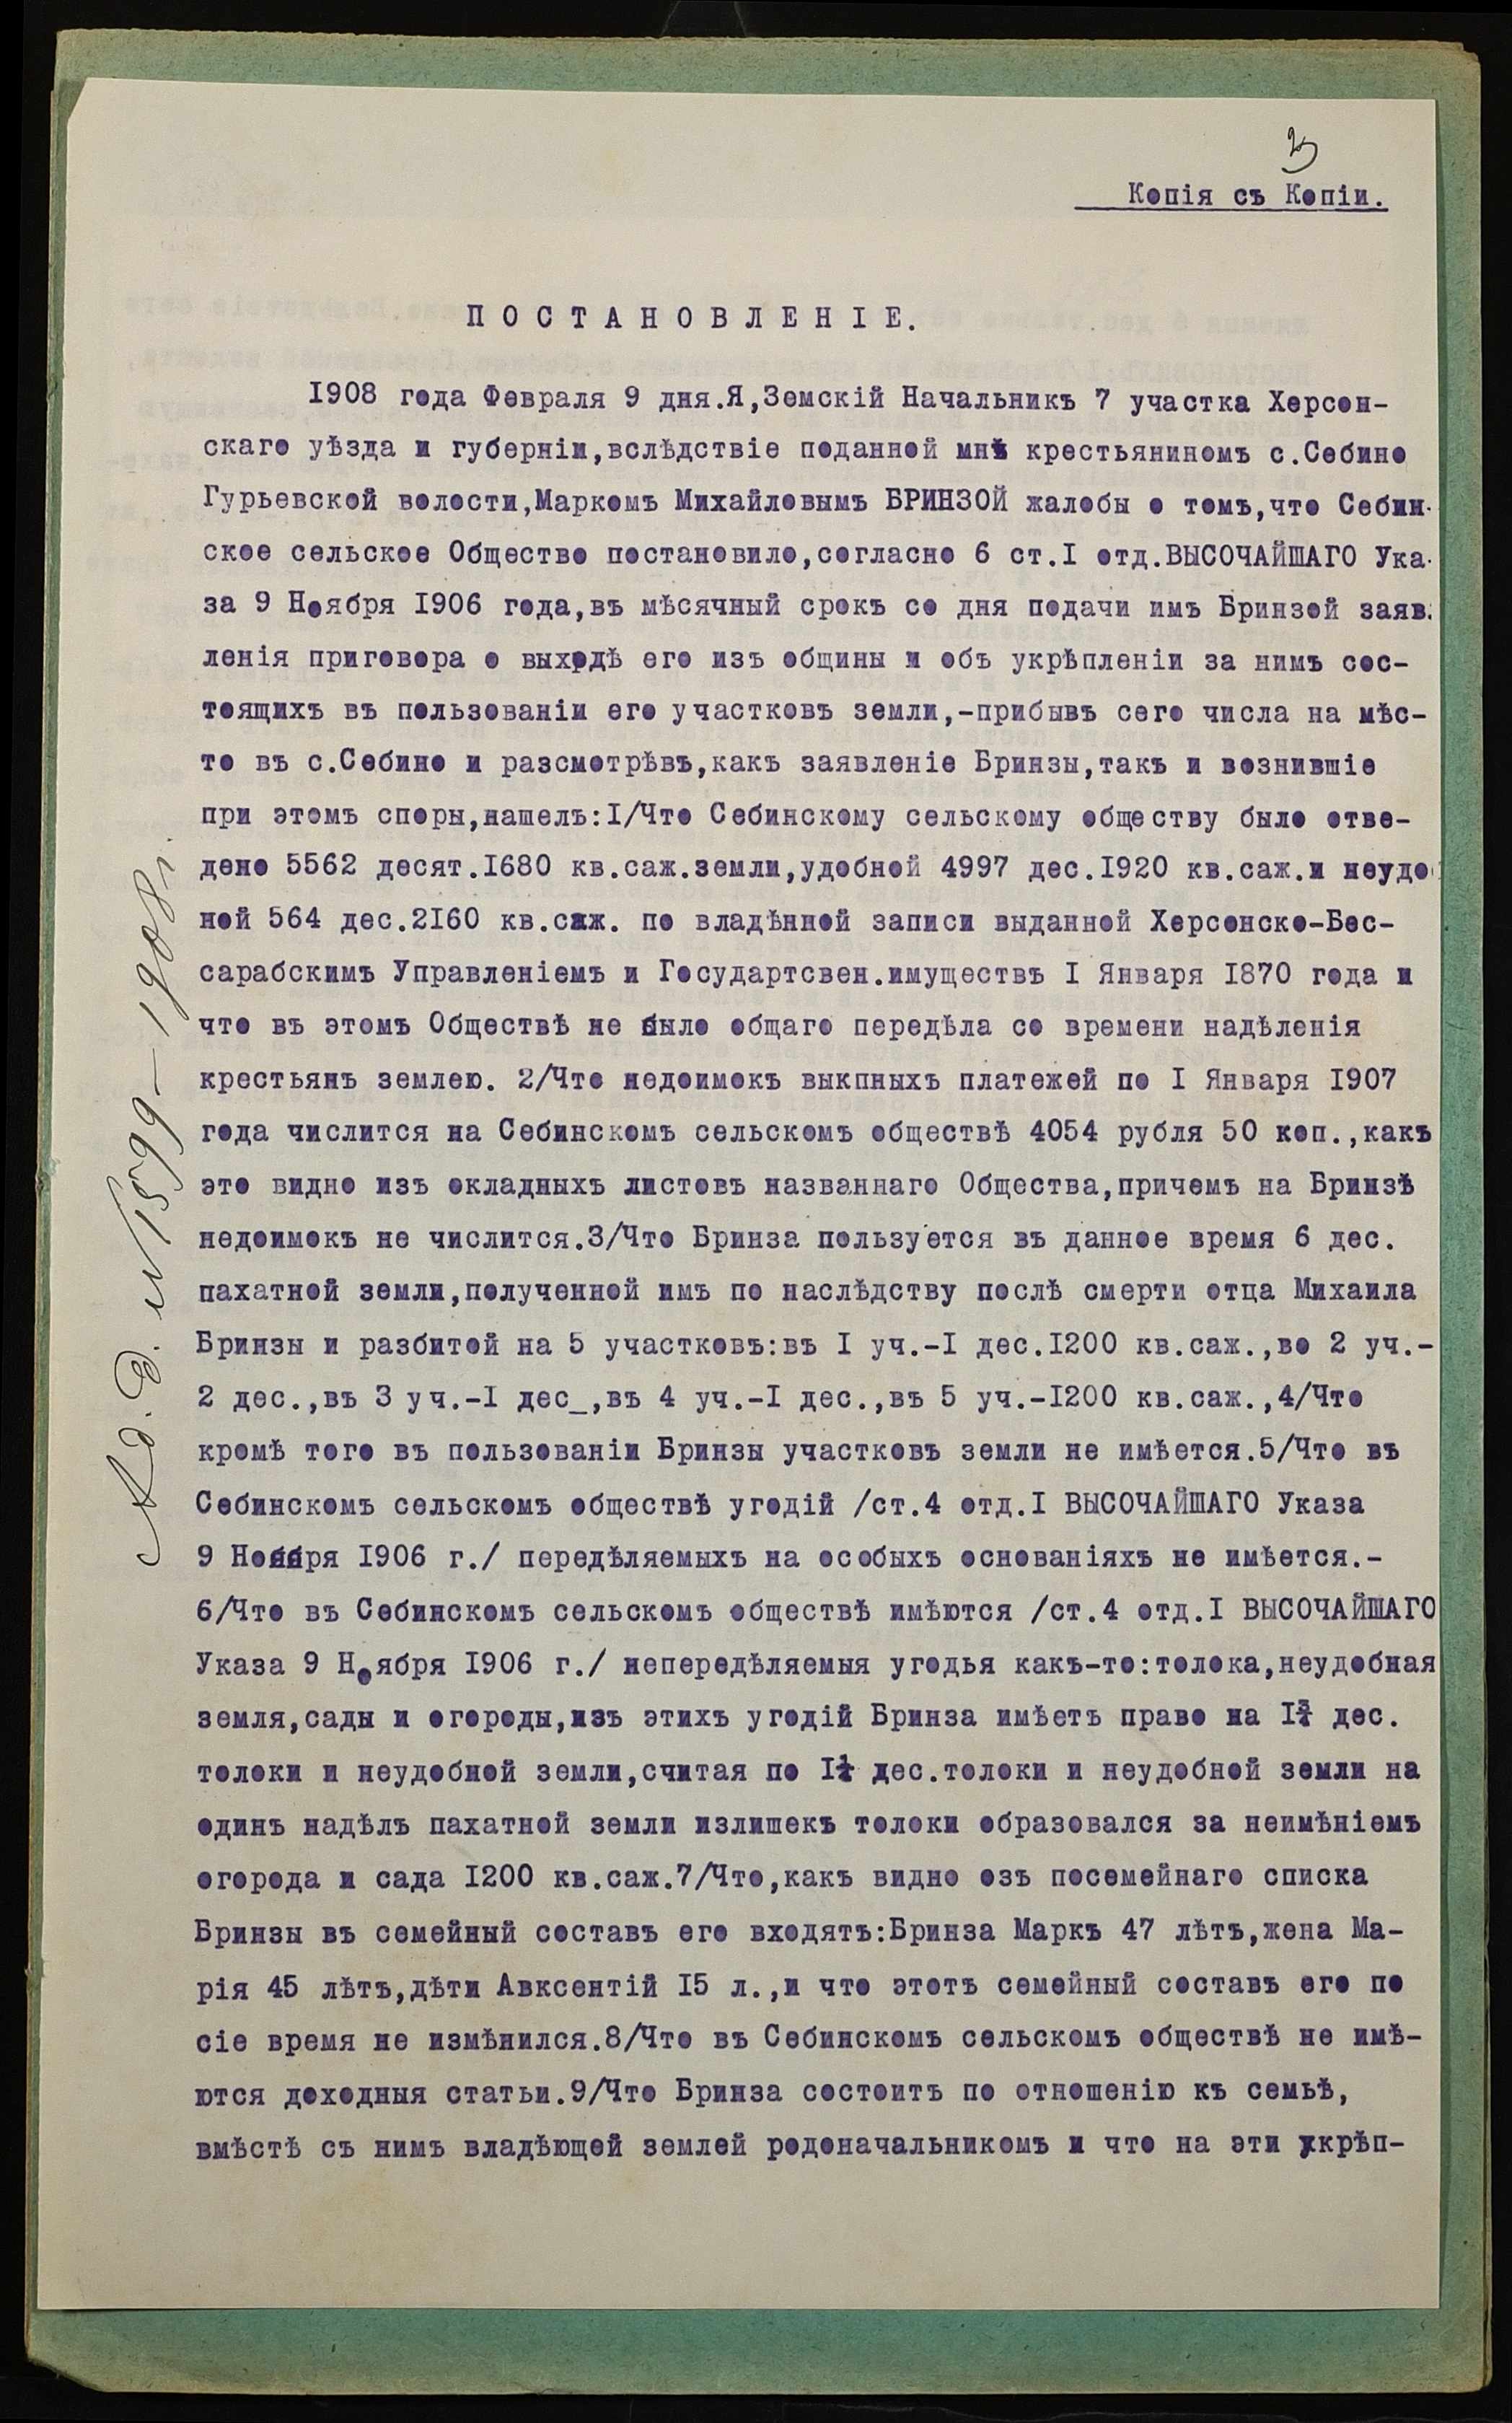 3
Копія съ Копіи.
ПОСТАНОВЛЕНІЕ.
1908 года Февраля 9 дня.Я,Земскій Начальникъ 7 участка Херсон-
скаго уѣзда и губерніи,вслѣдствіе поданной мнѣ крестьяниномъ с.Себино
Гурьевской волости,Маркомъ Михайловымъ БРИНЗОЙ жалобы о томъ,что Себин-
ское сельское Общество постановило,согласно 6 ст.I отд.ВЫСОЧАЙШАГО Ука-
за 9 Ноября 1906 года,въ мѣсячный срокъ со дня подачи имъ Бринзой заяв-
ленія приговора о выходѣ его изъ общины и объ укрѣпленіи за нимъ сос-
тоящихъ въ пользованіи его участковъ земли,-прибывъ сего числа на мѣс-
то въ с.Себино и разсмотрѣвъ,какъ заявленіе Бринзы,такъ и возникшіе
при этомъ споры,нашелъ:I/Что Себинскому сельскому обществу было отве-
дено 5562 десят.1680 кв.саж.земли,удобной 4997 дес.1920 кв.саж.и неудо
ной 564 дес.2160 кв.саж. по владѣнной записи выданной Херсонско-Бес-
сарабскимъ Управленіемъ и Государтсвен.имуществъ I Января 1870 года и
что въ этомъ Обществѣ не было общаго передѣла со времени надѣленія
крестьянъ землею. 2/Что недоимокъ выкпныхъ платежей по I Января 1907
года числится на Себинскомъ сельскомъ обществѣ 4054 рубля 50 коп.,какъ
это видно изъ окладныхъ листовъ названнаго Общества,причемъ на Бринзѣ
недоимокъ не числится.3/Что Бринза пользуется въ данное время 6 дес.
пахатной земли,полученной имъ по наслѣдству послѣ смерти отца Михаила
Бринзы и разбитой на 5 участковъ:въ I уч.-I дес.1200 кв.саж.,во 2 уч.-
2 дес.,въ 3 уч.-I дес_,въ 4 уч.-I дес.,въ 5 уч.-1200 кв.саж.,4/Что
кромѣ того въ пользованіи Бринзы участковъ земли не имѣется.5/Что въ
Себинскомъ сельскомъ обществѣ угодій /ст.4 отд.I ВЫСОЧАЙШАГО Указа
9 Ноября 1906 г./ передѣляемыхъ на особыхъ основаніяхъ не имѣется.-
6/Что въ Себинскомъ сельскомъ обществѣ имѣются /ст.4 отд.I ВЫСОЧАЙШАГО
Указа 9 Ноября 1906 г./ непередѣляемыя угодья какъ-то:толока,неудобная
земля,сады и огороды,изъ этихъ угодій Бринза имѣетъ право на дес.
толоки и неудобной земли,считая по дес.толоки и неудобной земли на
одинъ надѣлъ пахатной земли излишекъ толоки образовался за неимѣніемъ
огорода и сада 1200 кв.саж.7/Что,какъ видно озъ посемейнаго списка
Бринзы въ семейный составъ его входятъ:Бринза Маркъ 47 лѣтъ,жена Ма-
рія 45 лѣтъ,дѣти Авксентій 15 л.,и что этотъ семейный составъ его по
сіе время не измѣнился.8/Что въ Себинскомъ сельскомъ обществѣ не имѣ-
ются доходныя статьи.9/Что Бринза состоитъ по отношенію къ семьѣ,
вмѣстѣ съ нимъ владѣющей землей родоначальникомъ и что на эти укрѣп-
Ад. д. № 1599 - 1908 г.